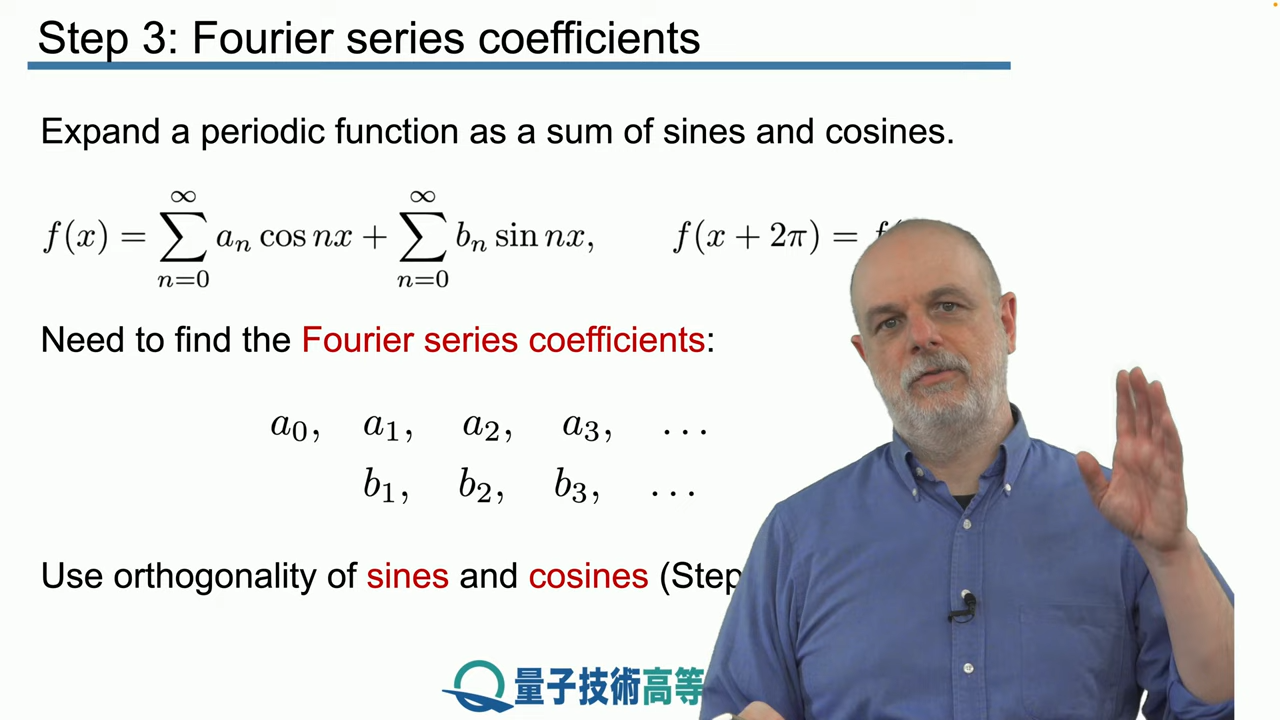 Step 3: Fourier series coefficients
Expand a periodic function as a sum of sines and cosines.
f(x) = ∑_{n=0}^{∞} a_n cos nx + ∑_{n=0}^{∞} b_n sin nx, f(x + 2π) = f(
Need to find the Fourier series coefficients:
a_0, a_1, a_2, a_3, ...
b_1, b_2, b_3, ...
Use orthogonality of sines and cosines (Step
量子技術高等